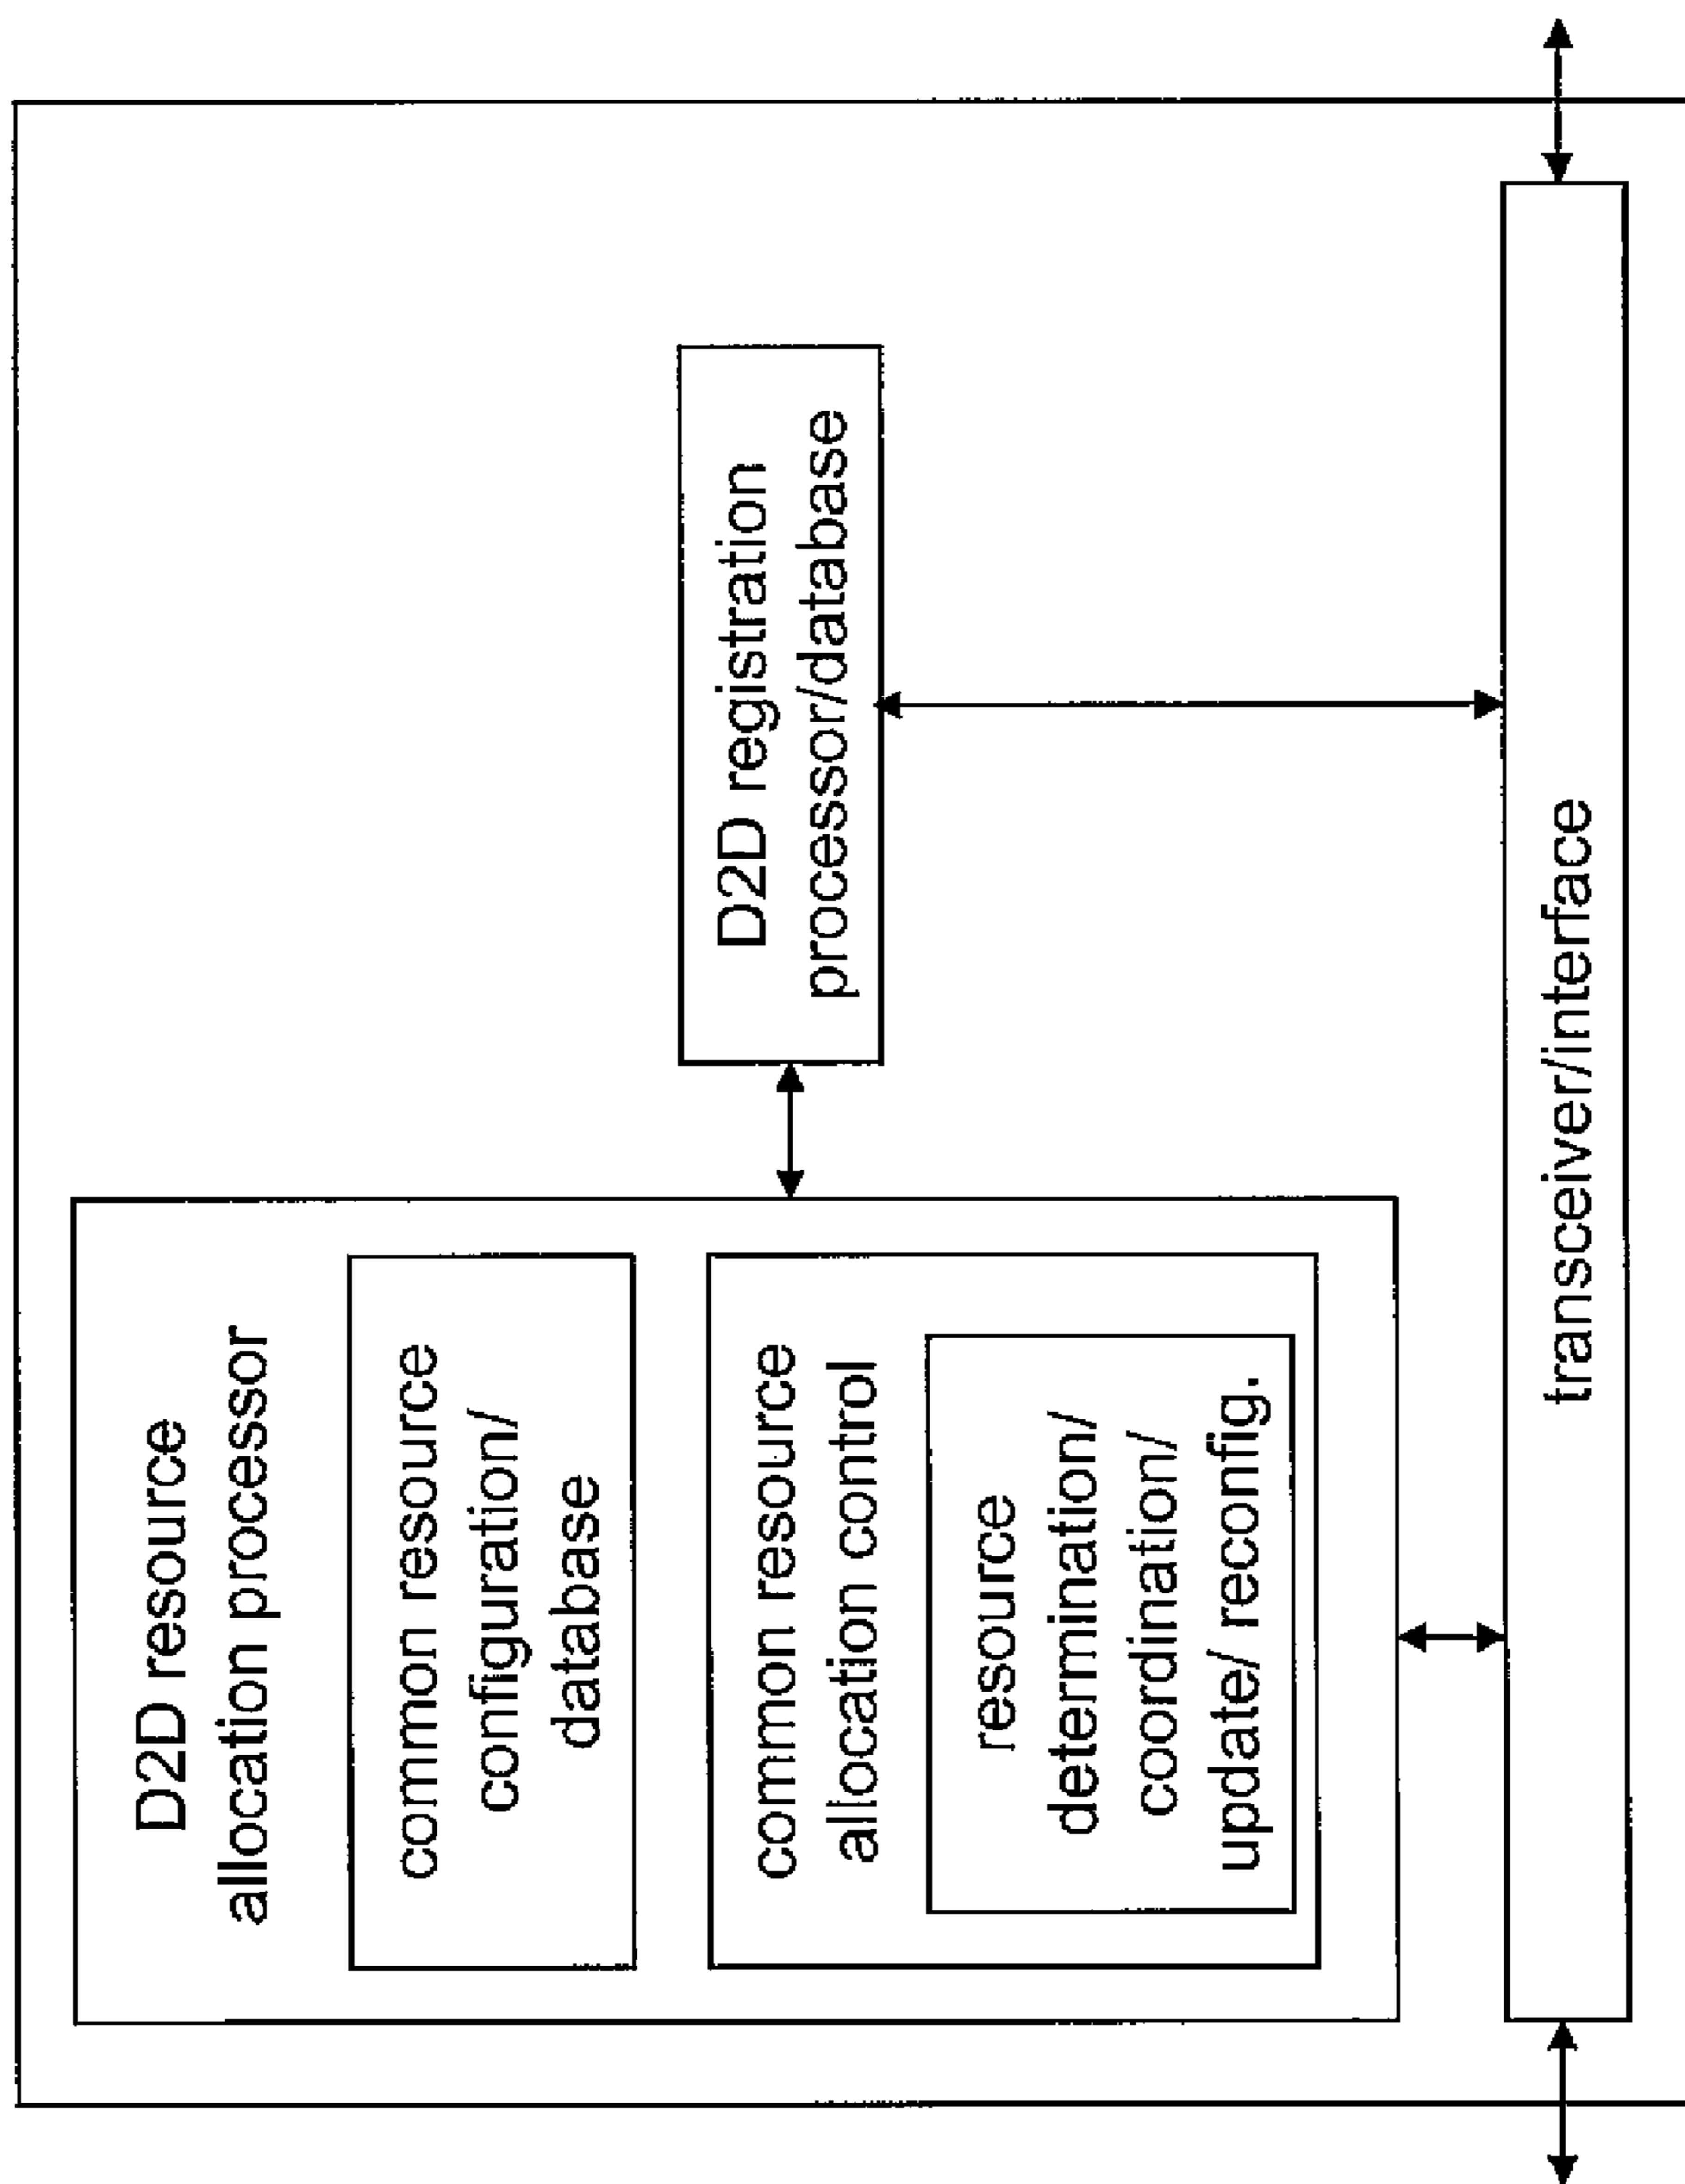 D2D resource
allocation processor
common resource
configuration/
database
common resource
allocation control
resource
determination/
coordination/
update/ reconfig.
D2D registration
processor/database
transceiver/interface